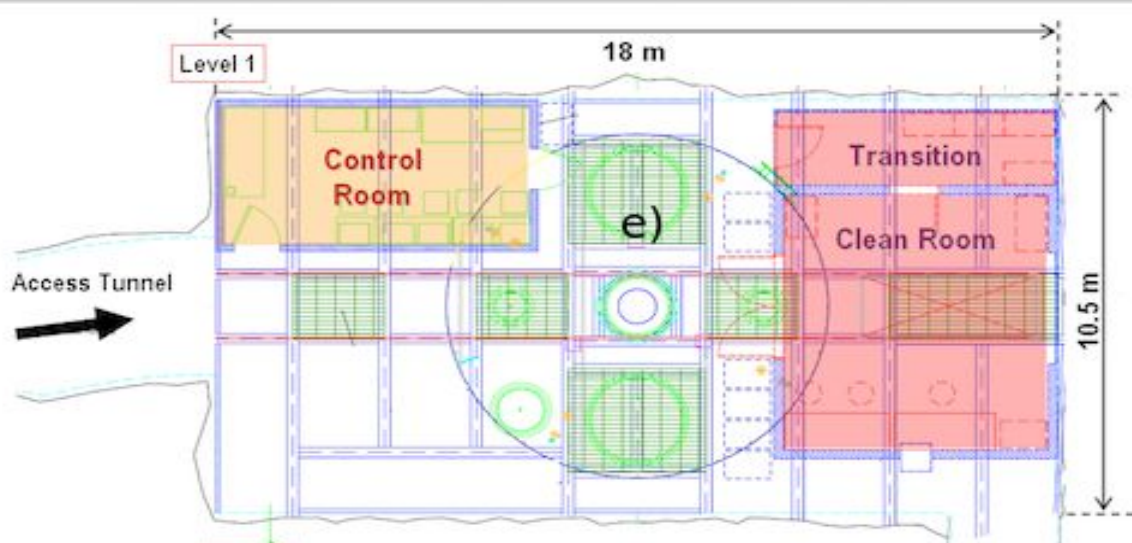 18 m
Level 1
Control
Room
Transition
e)
Clean Room
Access Tunnel
10.5 m